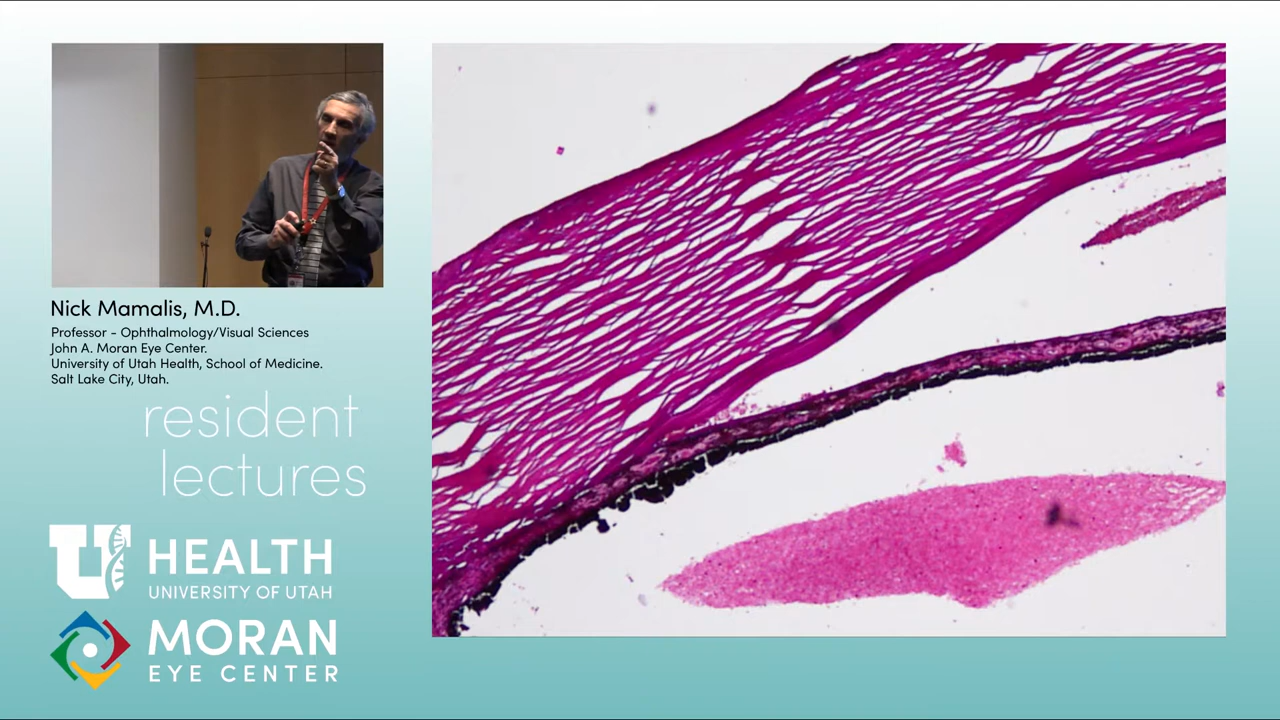 Nick Mamalis, M.D.
Professor - Ophthalmology/Visual Sciences
John A. Moran Eye Center.
University of Utah Health, School of Medicine.
Salt Lake City, Utah.
resident
lectures
U
HEALTH
UNIVERSITY OF UTAH
MORAN
EYE CENTER